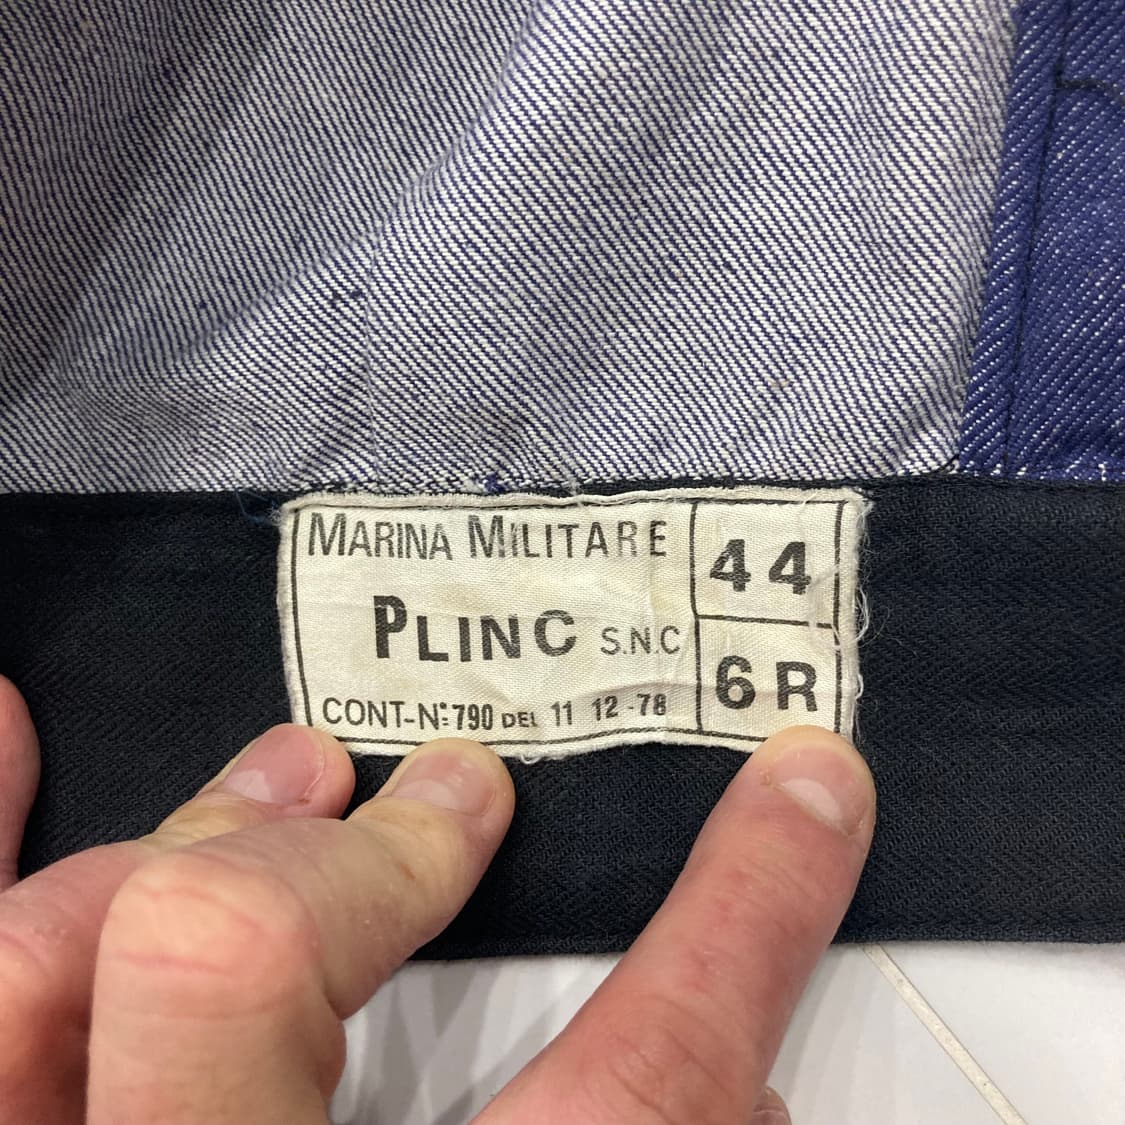 MARINA MILITARE
PLINC S.N.C
CONT-N: 790 DEL 11 12-78
44
6R